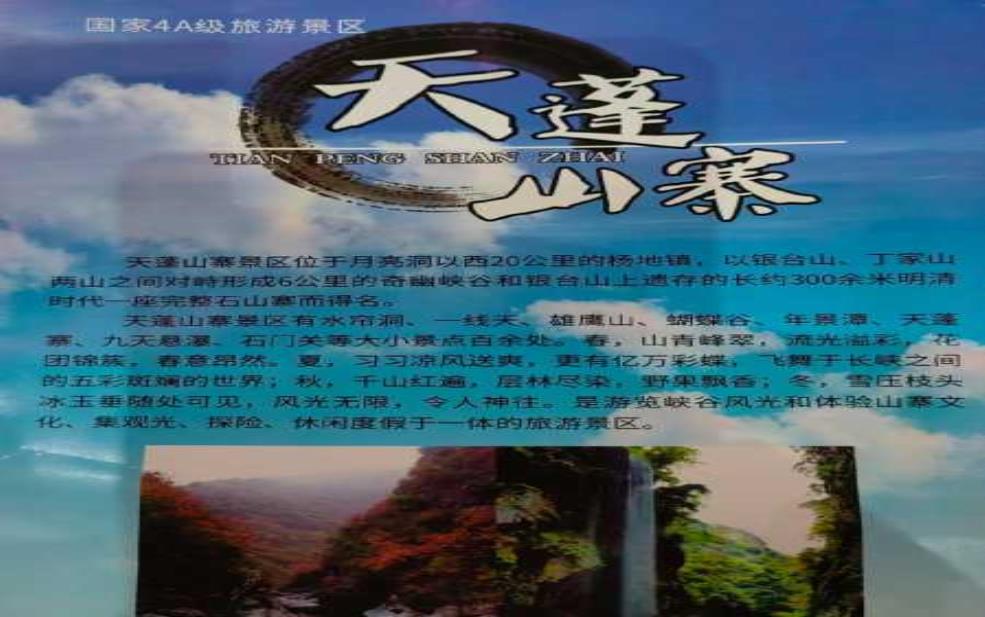 国家4A级旅游景区
天蓬
TIAN PENG SHAN ZHAI
山寨
天蓬山寨景区位于月亮洞以西20公里的杨地镇，以银台山、丁家山
两山之间对峙形成6公里的奇幽峡谷和银台山上遗存的长约300余米明清
时代一座完整石山寨而得名。
天蓬山寨景区有水帘洞、一线天、雄鹰山、蝴蝶谷、年景潭、天蓬
寨、九天悬瀑、石门关等大小景点百余处。春，山青峰翠，流光溢彩，花
团锦簇，春意昂然。夏，习习凉风送爽，更有亿万彩蝶，飞舞于长峡之间
的五彩斑斓的世界；秋，千山红遍，层林尽染，野果飘香；冬，雪压枝头
冰玉垂随处可见，风光无限，令人神往。是游览峡谷风光和体验山寨文
化、集观光、探险、休闲度假于一体的旅游景区。